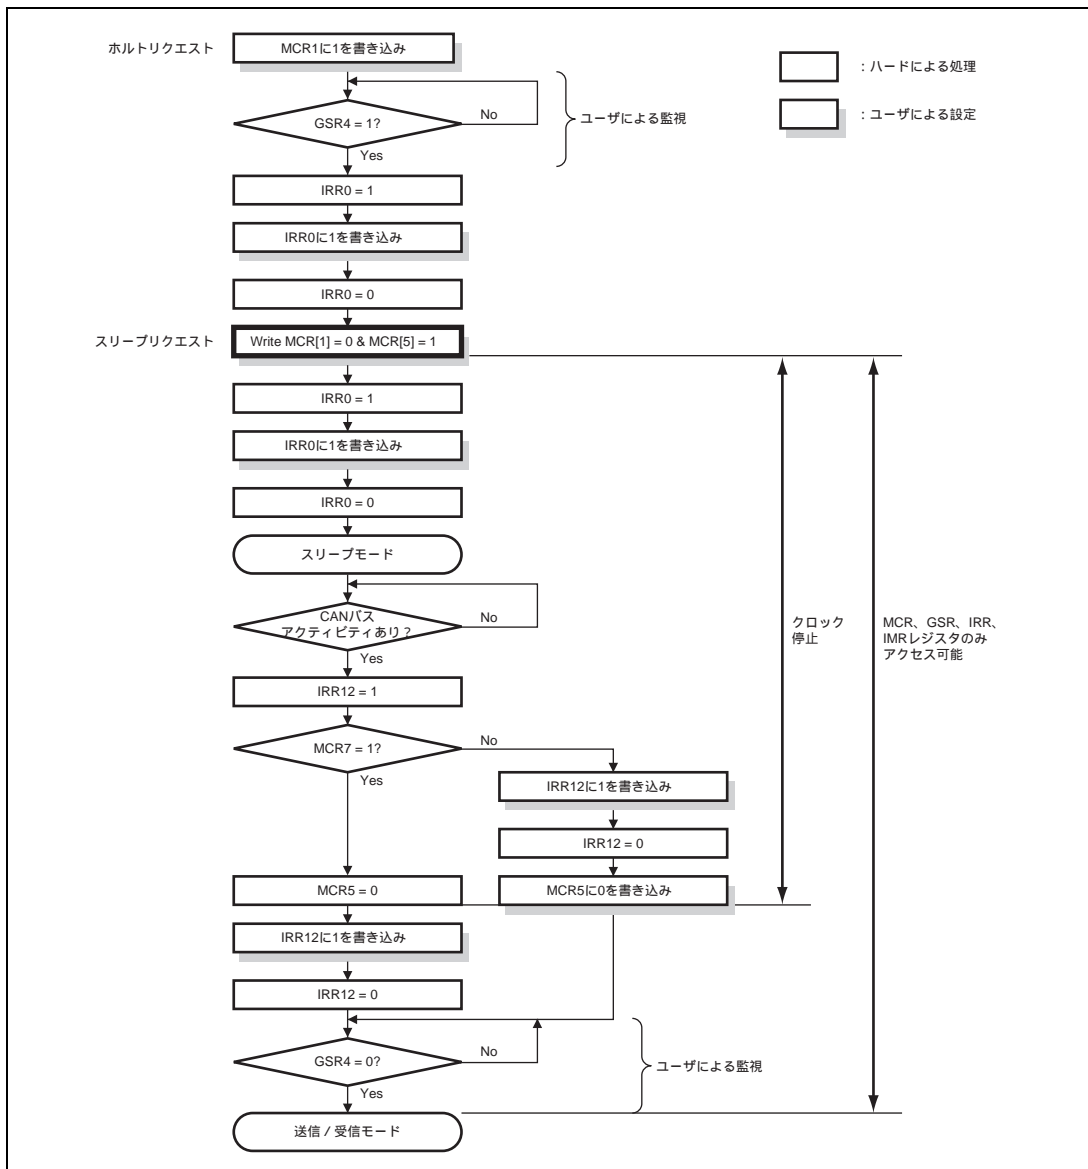 ホルトリクエスト
MCR1に1を書き込み
：ハードによる処理
GSR4 = 1?
No
ユーザによる監視
：ユーザによる設定
Yes
IRR0 = 1
IRR0に1を書き込み
IRR0 = 0
スリープリクエスト
Write MCR[1] = 0 & MCR[5] = 1
IRR0 = 1
IRR0に1を書き込み
IRR0 = 0
スリープモード
CANバス
アクティビティあり？
No
Yes
クロック
停止
MCR、GSR、IRR、
IMRレジスタのみ
アクセス可能
IRR12 = 1
MCR7 = 1?
No
Yes
IRR12に1を書き込み
IRR12 = 0
MCR5 = 0
MCR5に0を書き込み
IRR12に1を書き込み
IRR12 = 0
GSR4 = 0?
No
ユーザによる監視
Yes
送信 / 受信モード